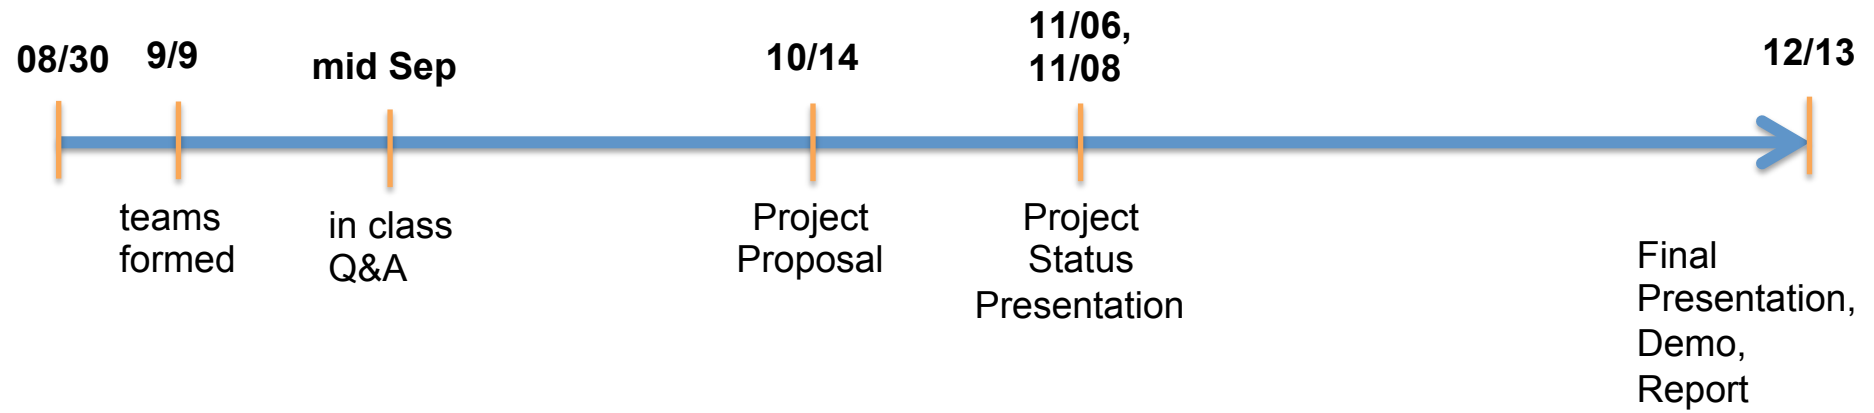 08/30
9/9
mid Sep
10/14
11/06,
11/08
12/13
teams
formed
in class
Q&A
Project
Proposal
Project
Status
Presentation
Final
Presentation,
Demo,
Report